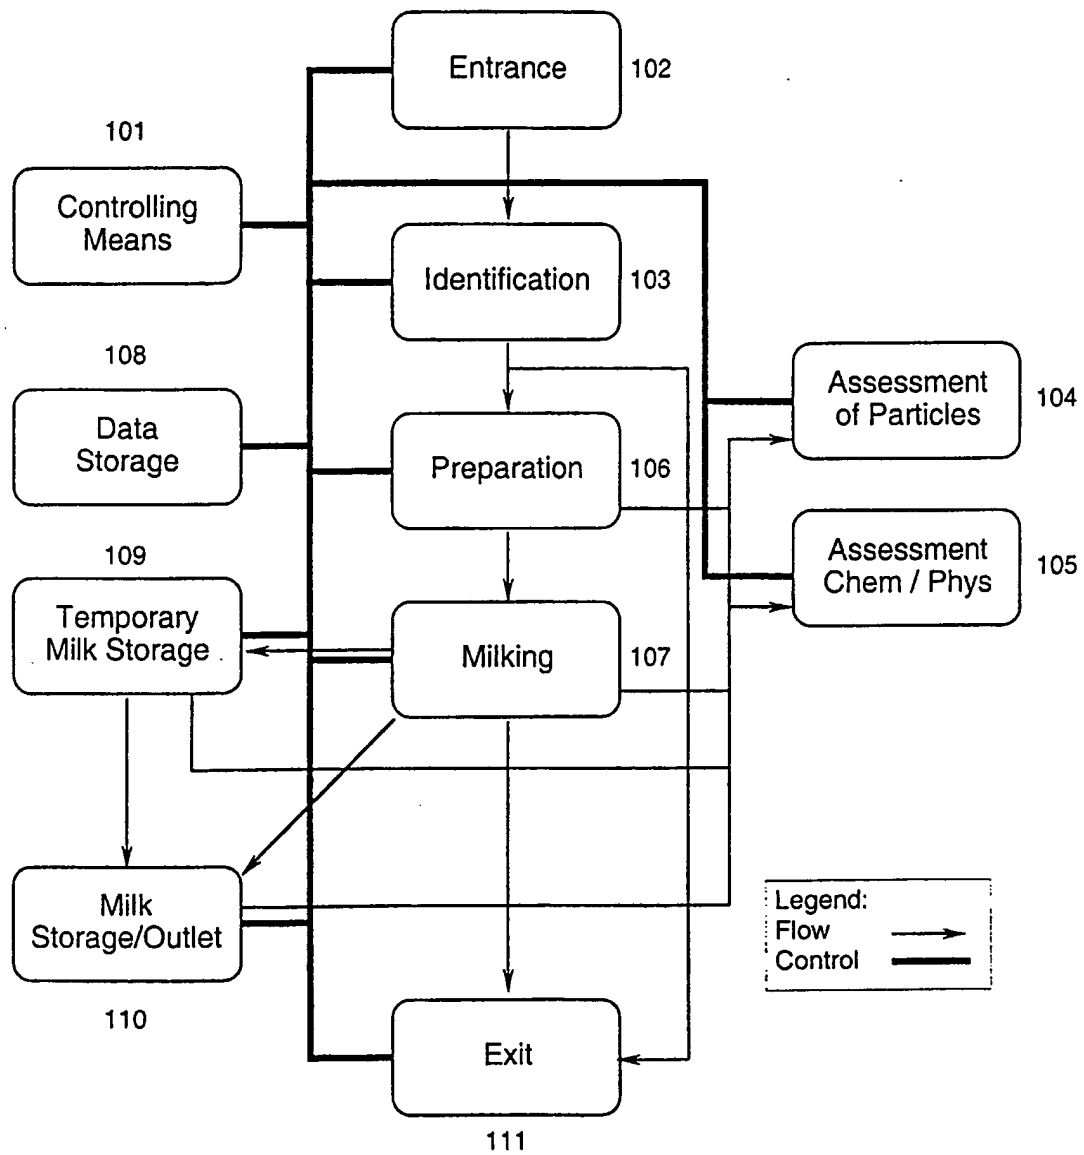 Entrance
102
101
Controlling
Means
Identification
103
108
Data
Storage
Assessment
of Particles
104
Preparation
106
109
Temporary
Milk Storage
Assessment
Chem / Phys
105
Milking
107
Milk
Storage/Outlet
110
Legend:
Flow
Control
Exit
111